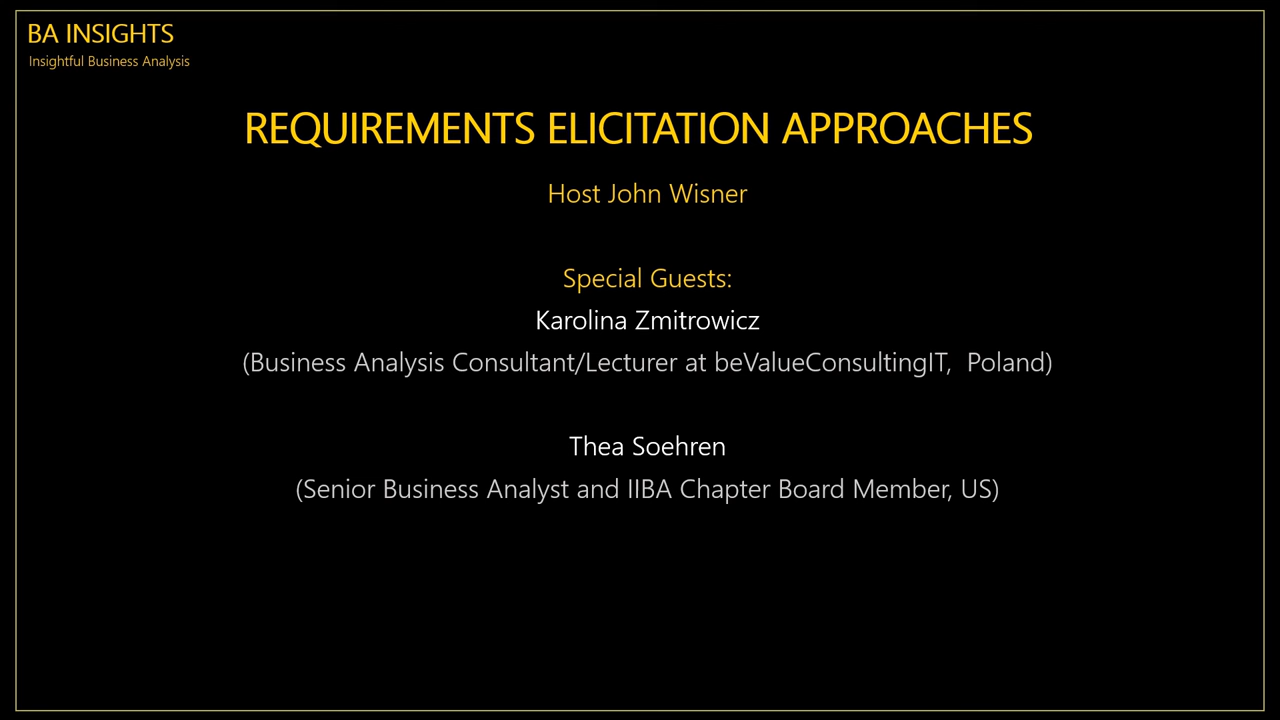 BA INSIGHTS
Insightful Business Analysis
REQUIREMENTS ELICITATION APPROACHES
Host John Wisner
Special Guests:
Karolina Zmitrowicz
(Business Analysis Consultant/Lecturer at beValueConsultingIT, Poland)
Thea Soehren
(Senior Business Analyst and IIBA Chapter Board Member, US)